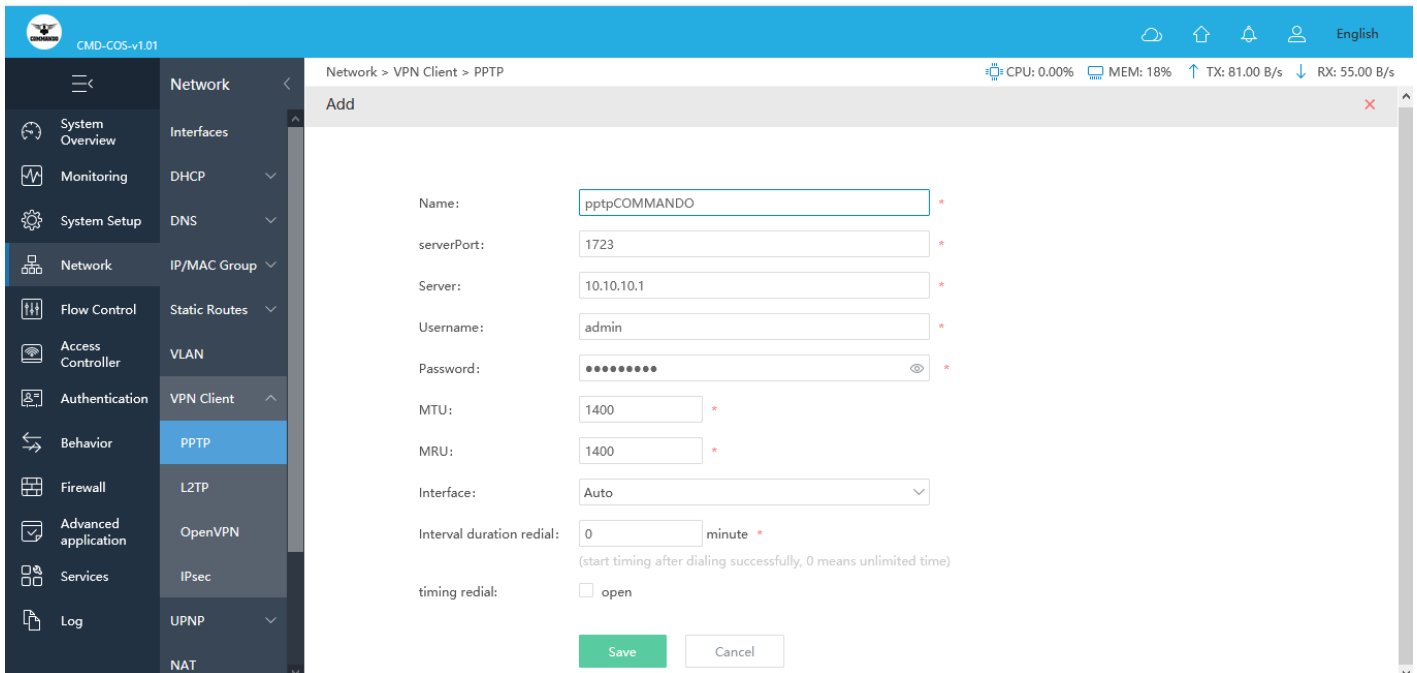 COMMANDO
CMD-COS-v1.01
English
Network
Network > VPN Client > PPTP
CPU: 0.00% MEM: 18% TX: 81.00 B/s RX: 55.00 B/s
Add
System
Overview
Monitoring
System Setup
Network
Flow Control
Access
Controller
Authentication
Behavior
Firewall
Advanced
application
Services
Log
Interfaces
DHCP
DNS
IP/MAC Group
Static Routes
VLAN
VPN Client
PPTP
L2TP
OpenVPN
IPsec
UPNP
NAT
Name: pptpCOMMANDO *
serverPort: 1723 *
Server: 10.10.10.1 *
Username: admin *
Password: ●●●●●●●●● *
MTU: 1400 *
MRU: 1400 *
Interface: Auto
Interval duration redial: 0 minute *
(start timing after dialing successfully, 0 means unlimited time)
timing redial: open
Save Cancel